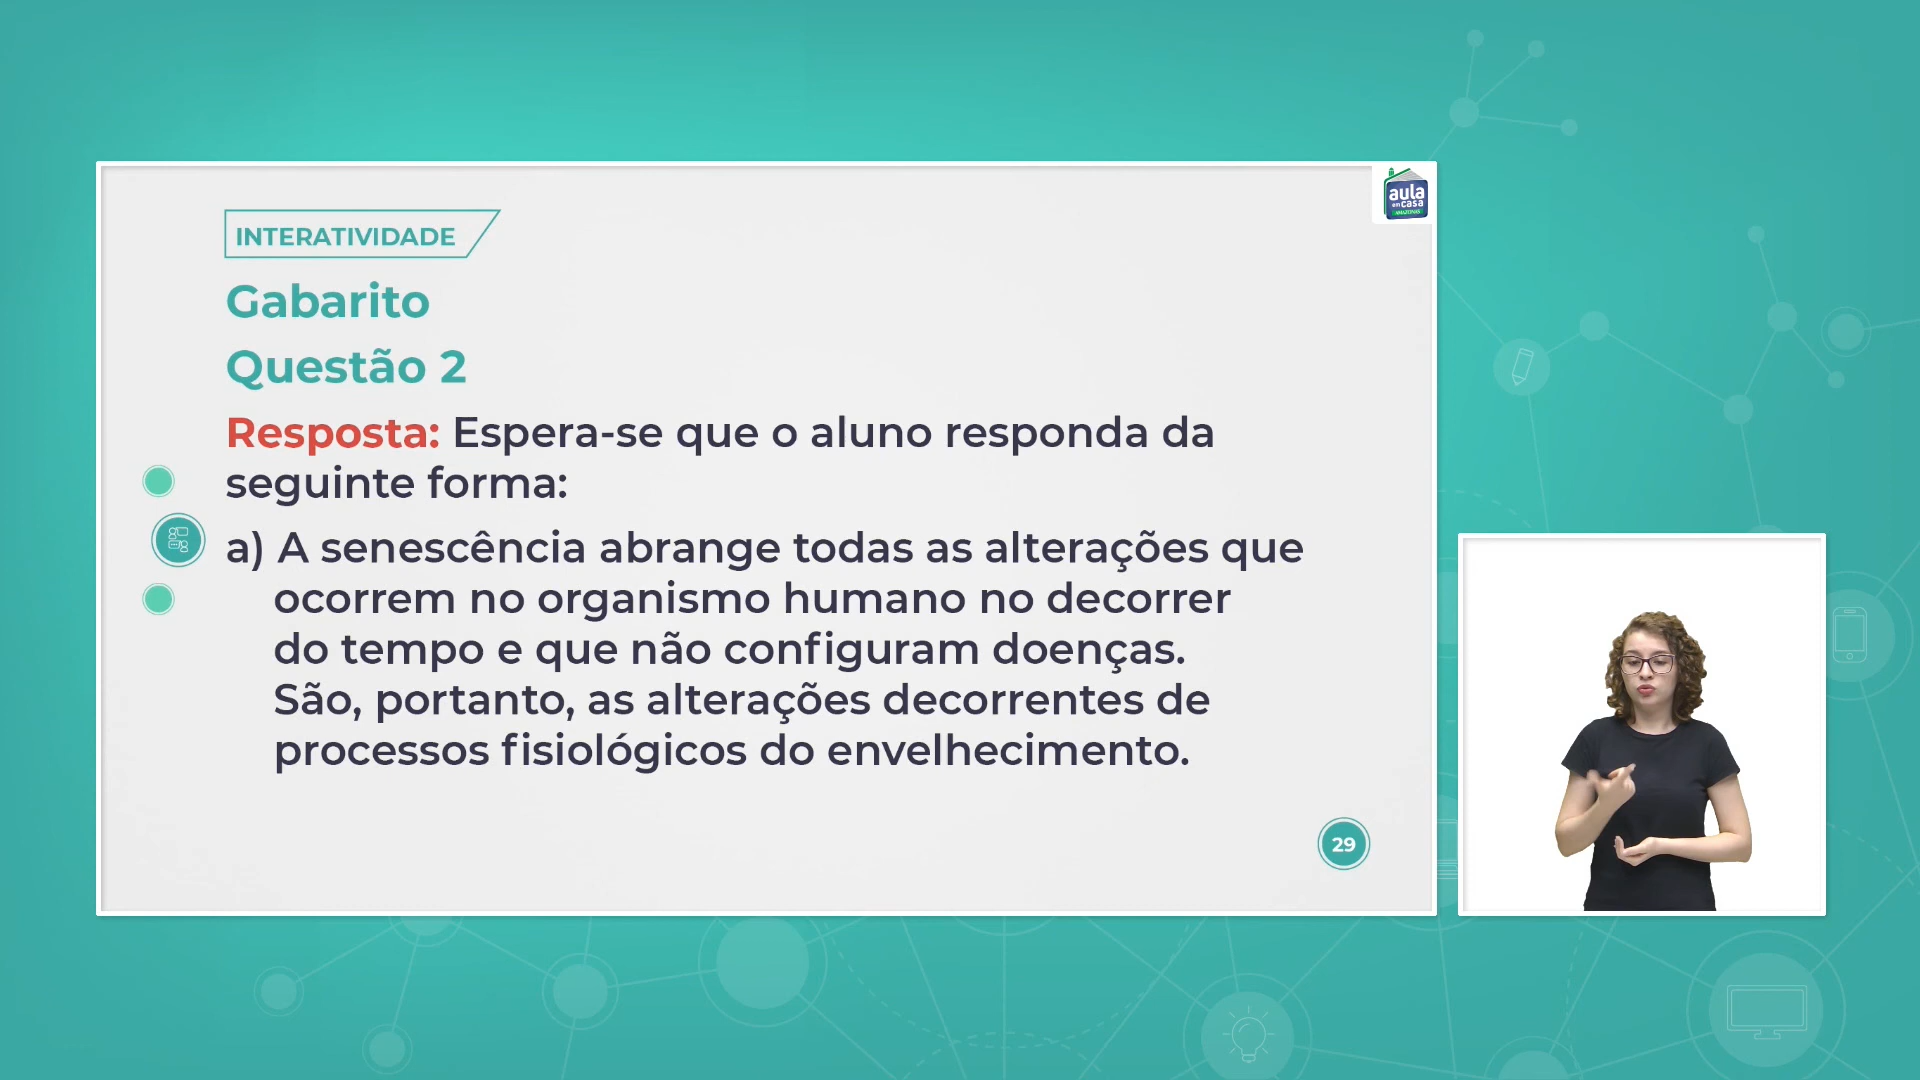 aula
em casa
AMAZONAS
INTERATIVIDADE
Gabarito
Questão 2
Resposta: Espera-se que o aluno responda da
seguinte forma:
a) A senescência abrange todas as alterações que
ocorrem no organismo humano no decorrer
do tempo e que não configuram doenças.
São, portanto, as alterações decorrentes de
processos fisiológicos do envelhecimento.
29